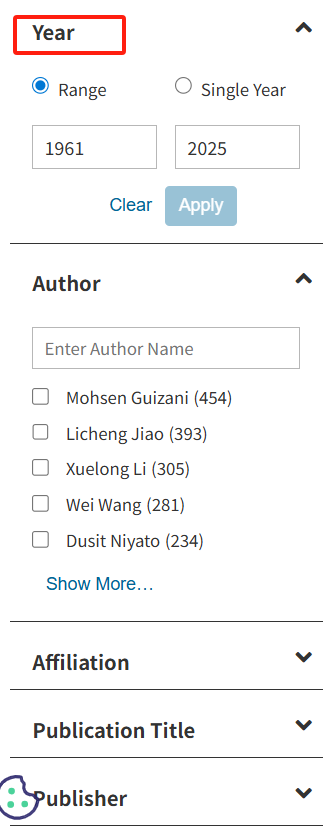 Year
Range Single Year
1961 2025
Clear Apply
Author
Enter Author Name
Mohsen Guizani (454)
Licheng Jiao (393)
Xuelong Li (305)
Wei Wang (281)
Dusit Niyato (234)
Show More...
Affiliation
Publication Title
Publisher